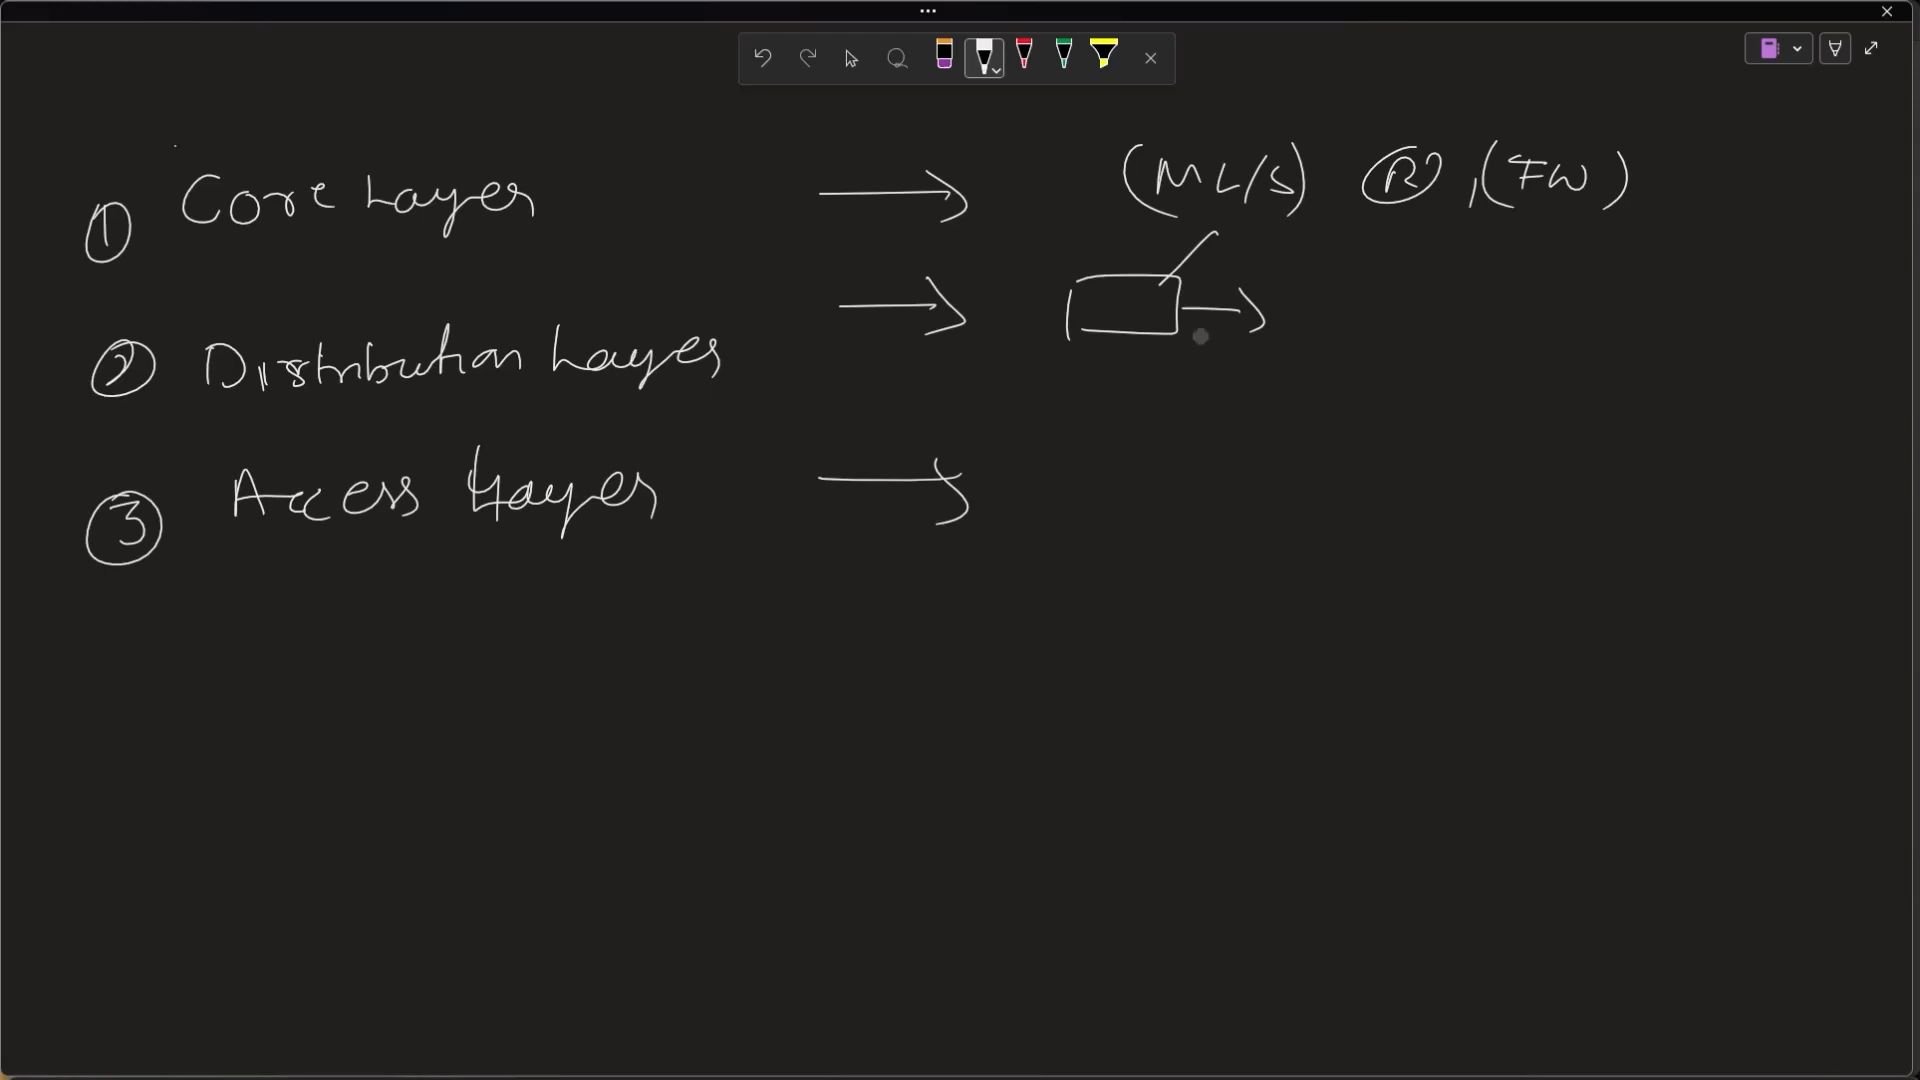 ① Core Layer → (ML/S) Ⓡ, (FW)
② Distribution Layer →
③ Access Layer →